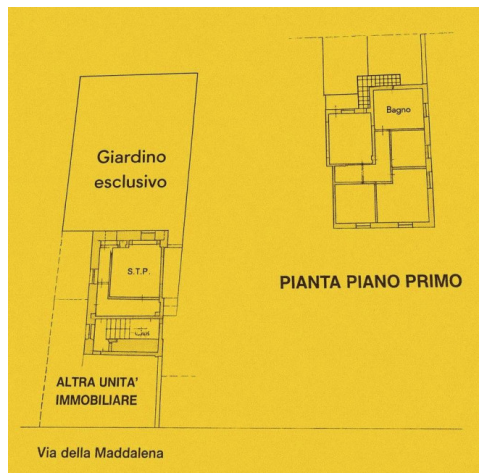 Bagno
Giardino
esclusivo
S.T.P.
PIANTA PIANO PRIMO
ALTRA UNITA'
IMMOBILIARE
Via della Maddalena